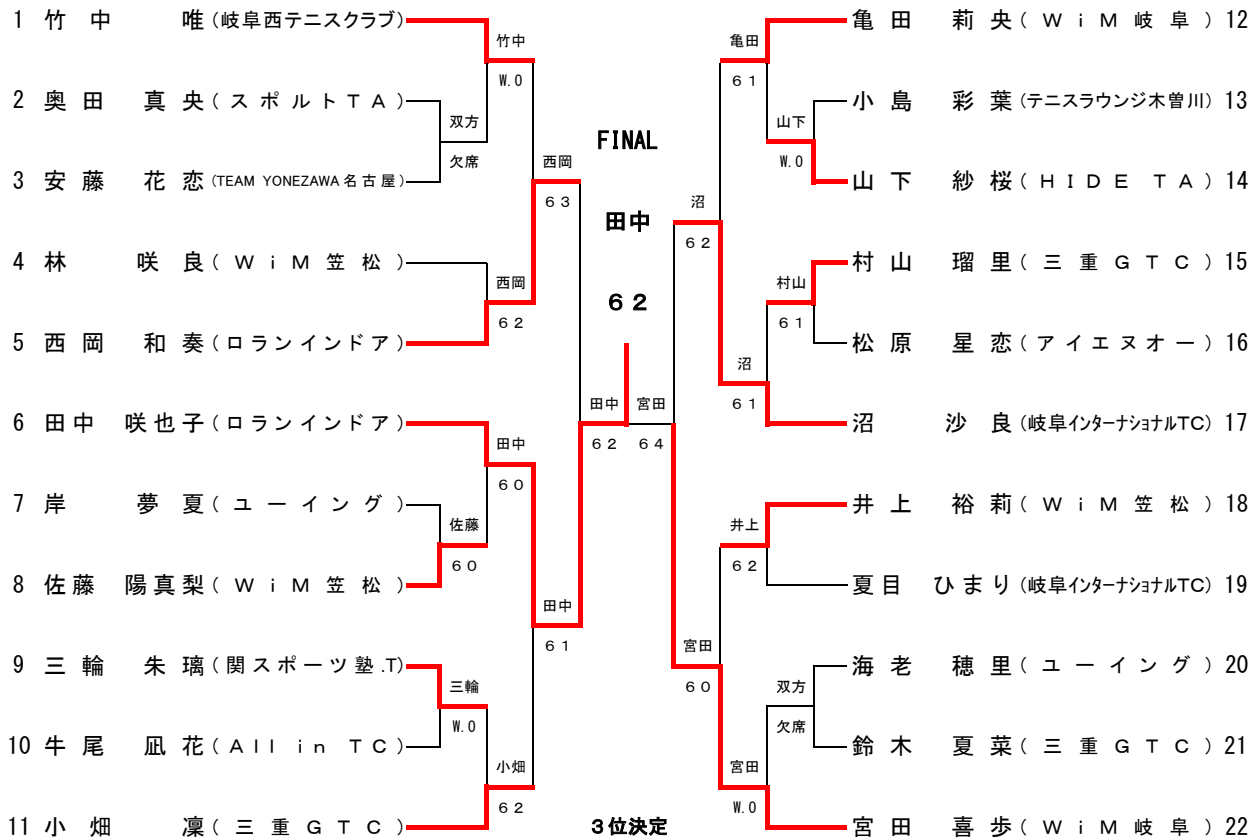 1 竹中 唯(岐阜西テニスクラブ)
竹中
W.0
2 奥田 真央(スポルトTA)
双方
欠席
3 安藤 花恋(TEAM YONEZAWA名古屋)
西岡
63
4 林 咲良(WiM笠松)
西岡
62
5 西岡 和奏(ロランインドア)
6 田中 咲也子(ロランインドア)
田中
60
7 岸 夢夏(ユーイング)
佐藤
60
8 佐藤 陽真梨(WiM笠松)
田中
61
9 三輪 朱璃(関スポーツ塾.T)
三輪
W.0
10 牛尾 凪花(All in TC)
小畑
62
11 小畑 凜(三重GTC)
FINAL
田中
62
田中
62
宮田
64
3位決定
亀田 莉央(WiM岐阜) 12
亀田
61
小島 彩葉(テニスラウンジ木曽川) 13
山下
W.0
山下 紗桜(HIDE TA) 14
沼
62
村山 瑠里(三重GTC) 15
村山
61
松原 星恋(アイエヌオー) 16
沼
61
沼 沙良(岐阜インターナショナルTC) 17
井上 裕莉(WiM笠松) 18
井上
62
夏目 ひまり(岐阜インターナショナルTC) 19
宮田
60
海老 穂里(ユーイング) 20
双方
欠席
鈴木 夏菜(三重GTC) 21
宮田
W.0
宮田 喜歩(WiM岐阜) 22